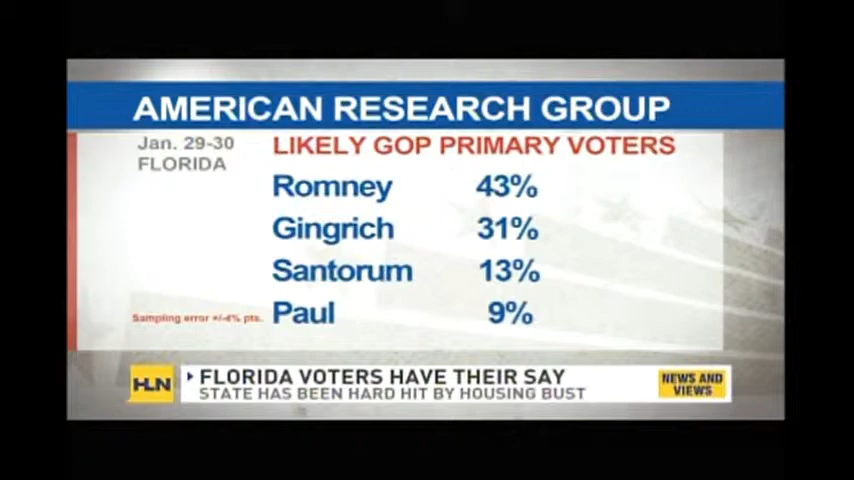 AMERICAN RESEARCH GROUP
Jan. 29-30
FLORIDA
LIKELY GOP PRIMARY VOTERS
Romney 43%
Gingrich 31%
Santorum 13%
Paul 9%
Sampling error +/-4% pts.
HLN
FLORIDA VOTERS HAVE THEIR SAY
STATE HAS BEEN HARD HIT BY HOUSING BUST
NEWS AND
VIEWS